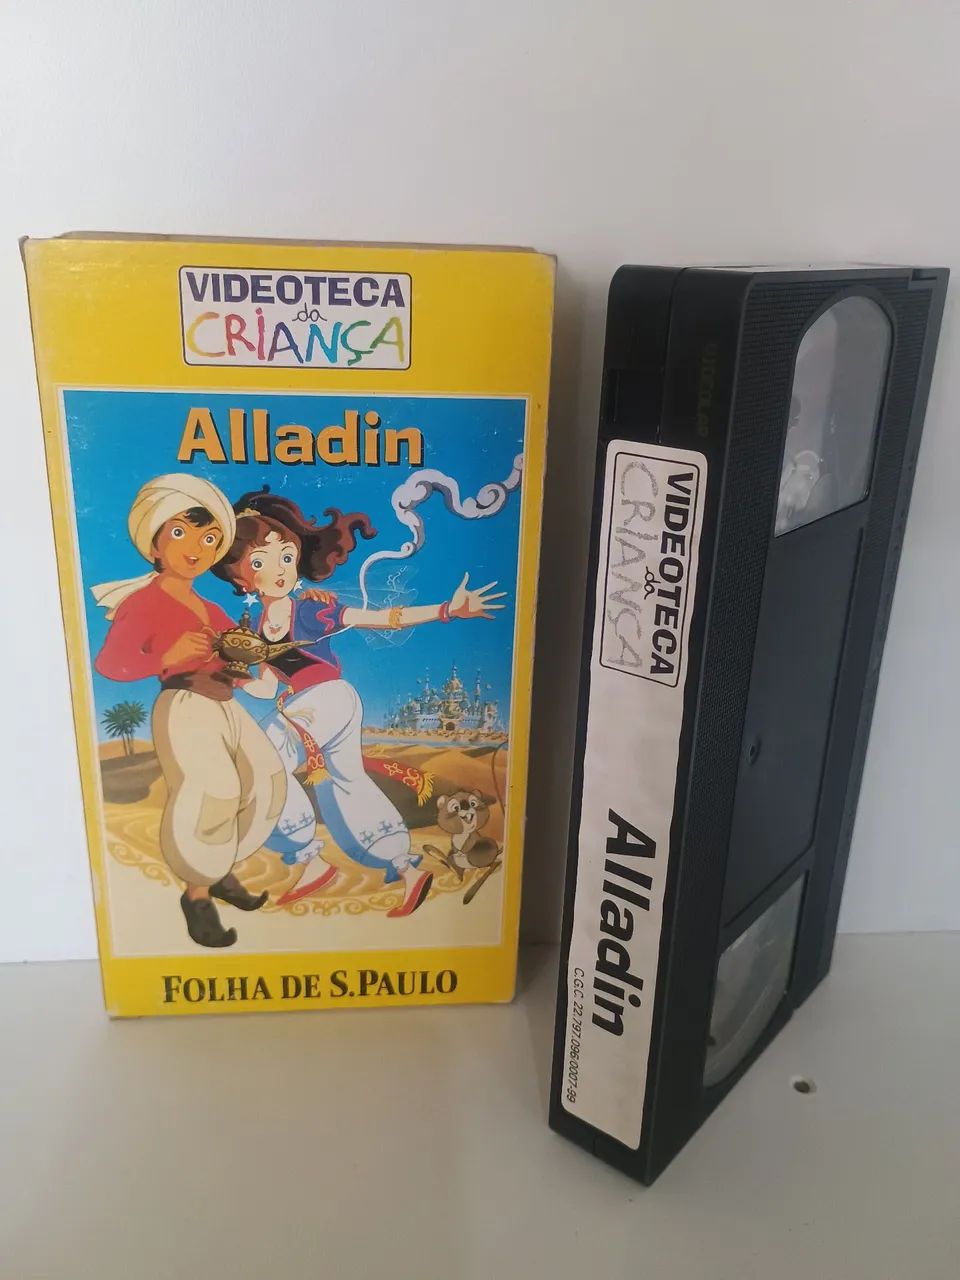 VIDEOTECA
da
CRIANÇA
Alladin
FOLHA DE S.PAULO
VIDEOTECA
da
CRIANÇA
Alladin
C.G.C. 22.797.096.0007-99